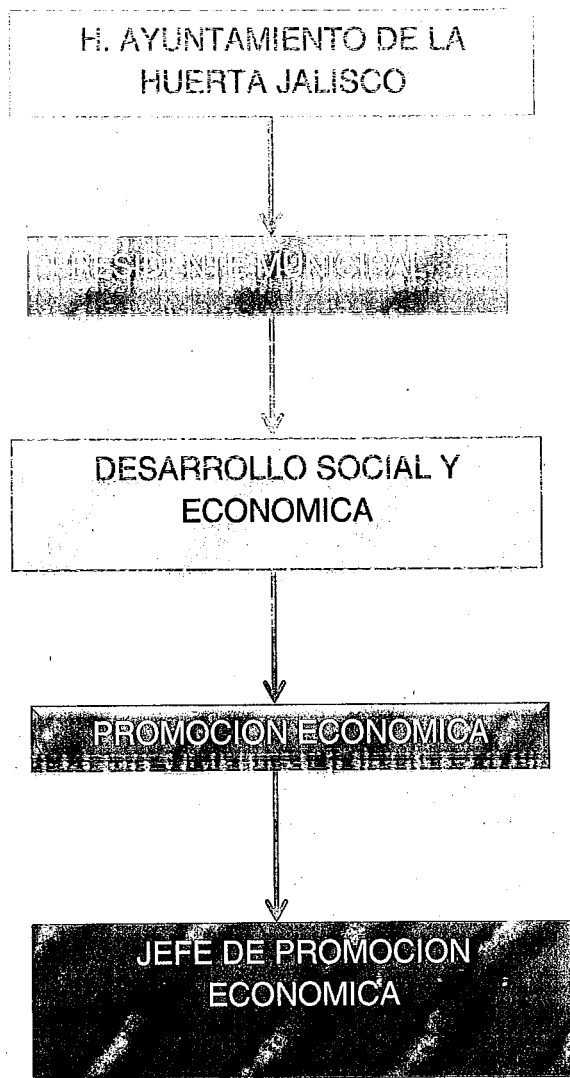 H. AYUNTAMIENTO DE LA
HUERTA JALISCO
PRESIDENTE MUNICIPAL
DESARROLLO SOCIAL Y
ECONOMICA
PROMOCION ECONOMICA
JEFE DE PROMOCION
ECONOMICA